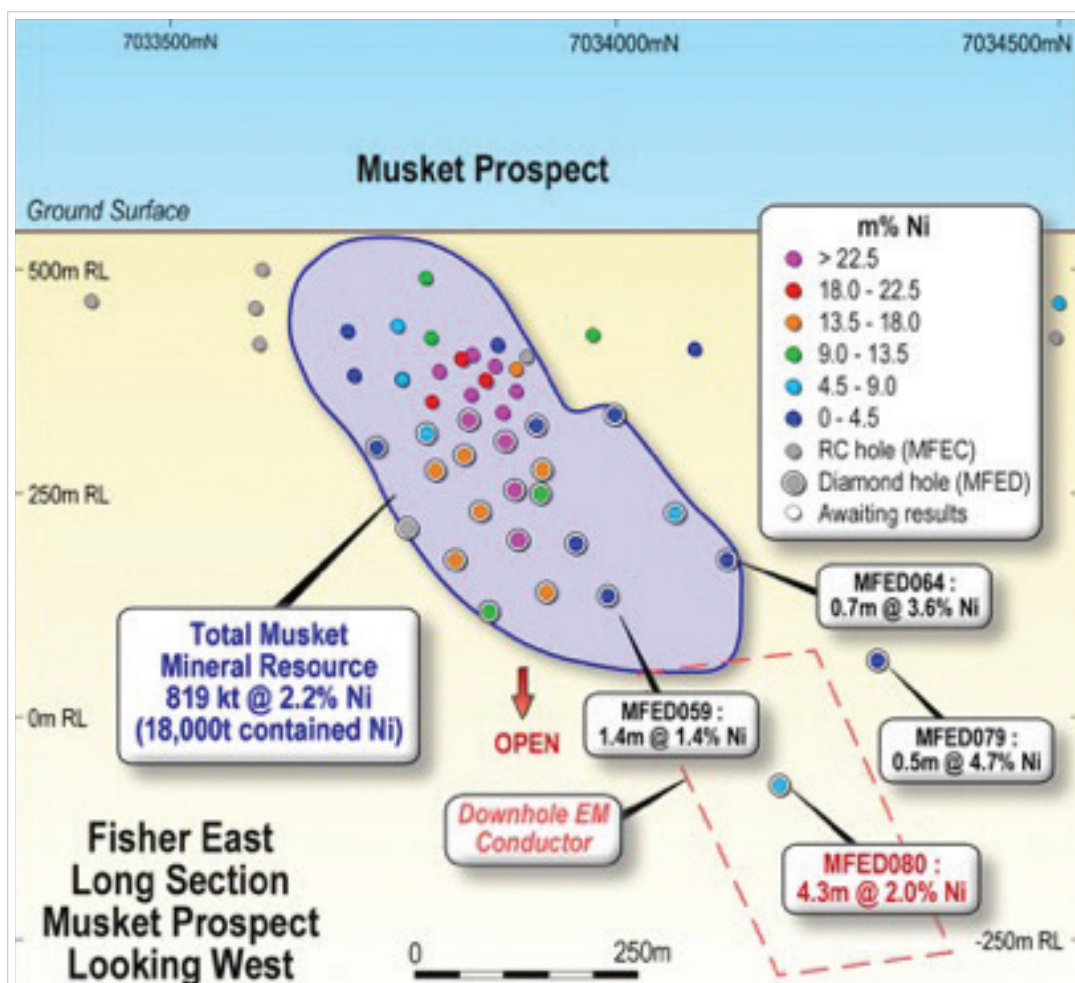 7033500mN
7034000mN
7034500mN
Musket Prospect
Ground Surface
m% Ni
> 22.5
18.0 - 22.5
13.5 - 18.0
9.0 - 13.5
4.5 - 9.0
0 - 4.5
RC hole (MFEC)
Diamond hole (MFED)
Awaiting results
500m RL
250m RL
MFED064 :
0.7m @ 3.6% Ni
Total Musket
Mineral Resource
819 kt @ 2.2% Ni
(18,000t contained Ni)
0m RL
OPEN
MFED059 :
1.4m @ 1.4% Ni
MFED079 :
0.5m @ 4.7% Ni
Downhole EM
Conductor
MFED080 :
4.3m @ 2.0% Ni
Fisher East
Long Section
Musket Prospect
Looking West
0
250m
-250m RL